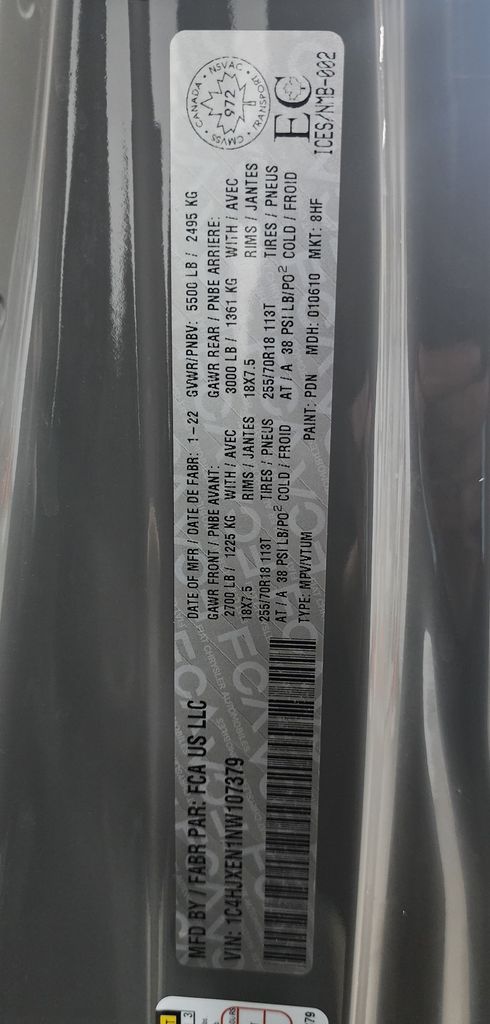 MFD BY / FABR PAR: FCA US LLC
DATE OF MFR / DATE DE FABR: 1-22
GVWR/PNBV: 5500 LB / 2495 KG
GAWR FRONT / PNBE AVANT:
2700 LB / 1225 KG WITH / AVEC
18X7.5 RIMS / JANTES
255/70R18 113T TIRES / PNEUS
AT / A 38 PSI LB/PO² COLD / FROID
GAWR REAR / PNBE ARRIERE:
3000 LB / 1361 KG WITH / AVEC
18X7.5 RIMS / JANTES
255/70R18 113T TIRES / PNEUS
AT / A 38 PSI LB/PO² COLD / FROID
VIN: 1C4HJXEN1NW107379
TYPE: MPV/VTUM PAINT: PDN MDH: 010610 MKT: 8HF
CANADA • NSVAC • TRANSPORT • CMVSS
972
EC
ICES/NMB-002
79